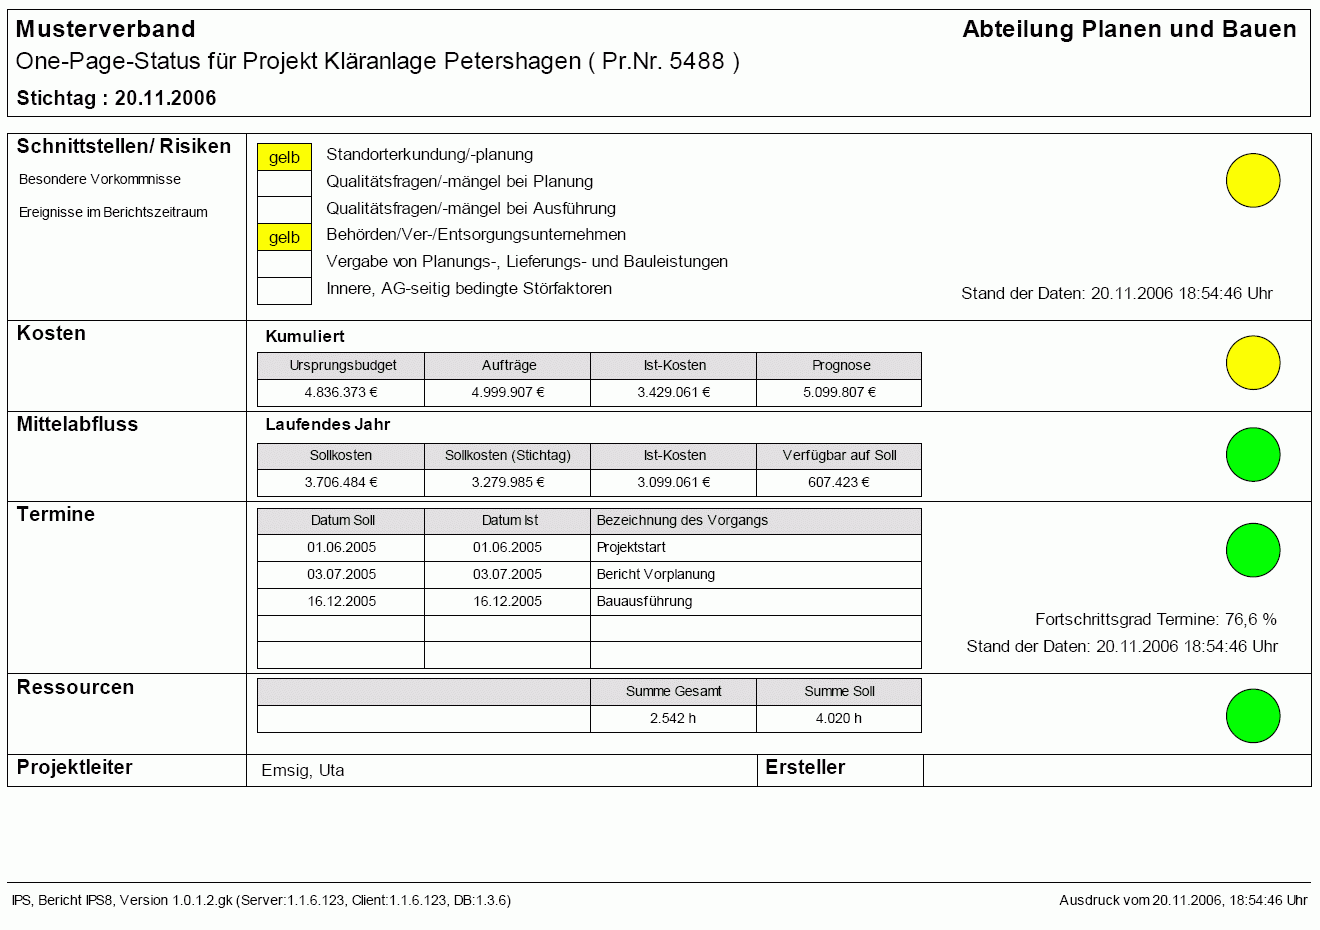 Musterverband Abteilung Planen und Bauen
One-Page-Status für Projekt Kläranlage Petershagen ( Pr.Nr. 5488 )
Stichtag : 20.11.2006
Schnittstellen/ Risiken
Besondere Vorkommnisse
Ereignisse im Berichtszeitraum
gelb Standorterkundung/-planung
Qualitätsfragen/-mängel bei Planung
Qualitätsfragen/-mängel bei Ausführung
gelb Behörden/Ver-/Entsorgungsunternehmen
Vergabe von Planungs-, Lieferungs- und Bauleistungen
Innere, AG-seitig bedingte Störfaktoren
Stand der Daten: 20.11.2006 18:54:46 Uhr
Kosten
Kumuliert
Ursprungsbudget Aufträge Ist-Kosten Prognose
4.836.373 € 4.999.907 € 3.429.061 € 5.099.807 €
Mittelabfluss
Laufendes Jahr
Sollkosten Sollkosten (Stichtag) Ist-Kosten Verfügbar auf Soll
3.706.484 € 3.279.985 € 3.099.061 € 607.423 €
Termine
Datum Soll Datum Ist Bezeichnung des Vorgangs
01.06.2005 01.06.2005 Projektstart
03.07.2005 03.07.2005 Bericht Vorplanung
16.12.2005 16.12.2005 Bauausführung
Fortschrittsgrad Termine: 76,6 %
Stand der Daten: 20.11.2006 18:54:46 Uhr
Ressourcen
Summe Gesamt Summe Soll
2.542 h 4.020 h
Projektleiter Emsig, Uta Ersteller
IPS, Bericht IPS8, Version 1.0.1.2.gk (Server:1.1.6.123, Client:1.1.6.123, DB:1.3.6) Ausdruck vom 20.11.2006, 18:54:46 Uhr